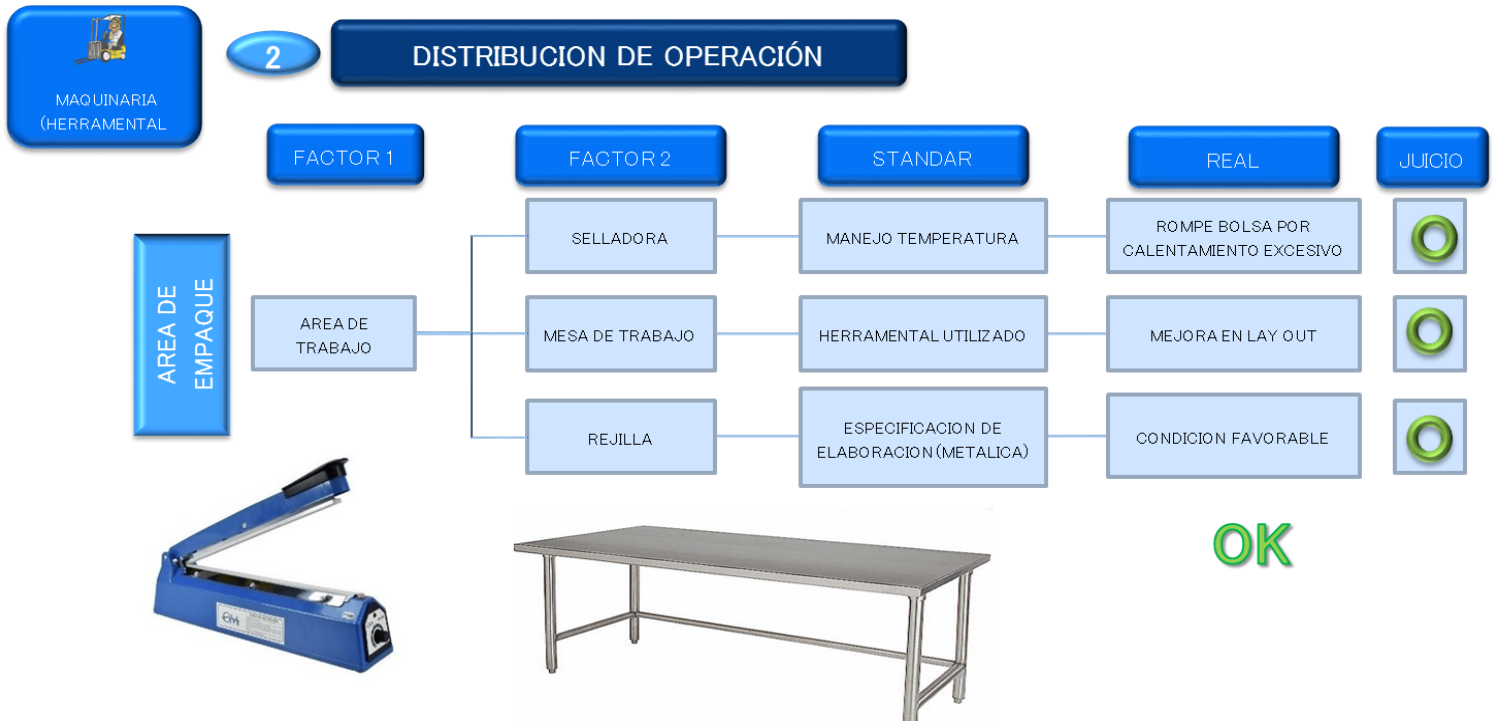 MAQUINARIA
(HERRAMENTAL
2
DISTRIBUCION DE OPERACIÓN
FACTOR 1
FACTOR 2
STANDAR
REAL
JUICIO
AREA DE
EMPAQUE
AREA DE
TRABAJO
SELLADORA
MANEJO TEMPERATURA
ROMPE BOLSA POR
CALENTAMIENTO EXCESIVO
MESA DE TRABAJO
HERRAMENTAL UTILIZADO
MEJORA EN LAY OUT
REJILLA
ESPECIFICACION DE
ELABORACION (METALICA)
CONDICION FAVORABLE
OK